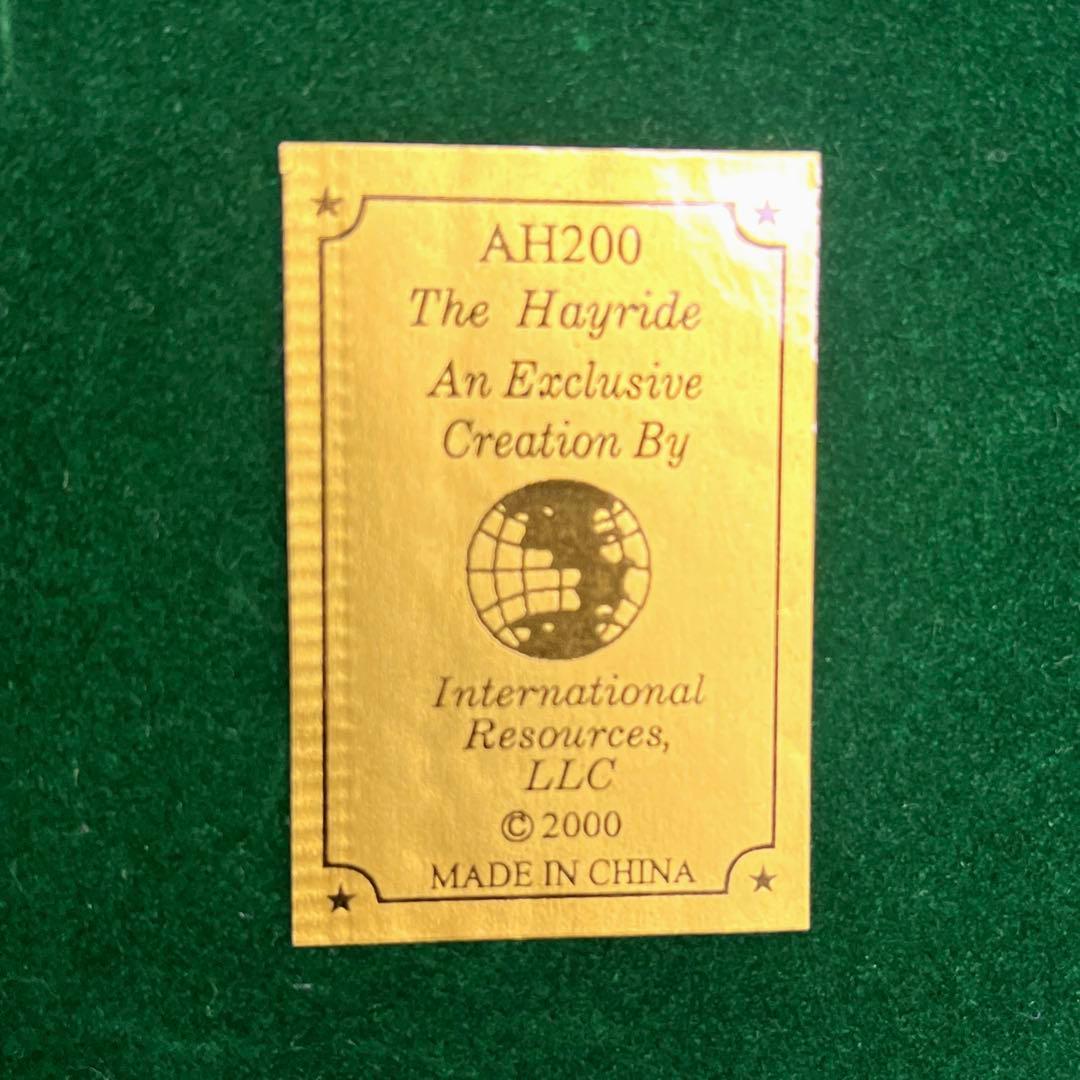 AH200
The Hayride
An Exclusive
Creation By
International
Resources,
LLC
© 2000
MADE IN CHINA